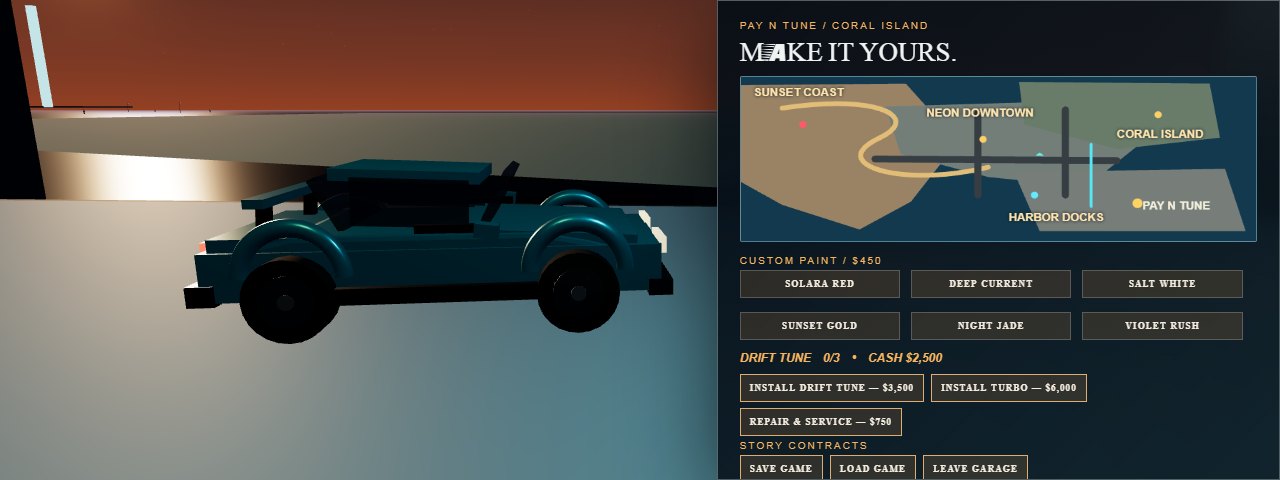 PAY N TUNE / CORAL ISLAND
MAKE IT YOURS.
SUNSET COAST
NEON DOWNTOWN
CORAL ISLAND
HARBOR DOCKS
PAY N TUNE
CUSTOM PAINT / $450
SOLARA RED
DEEP CURRENT
SALT WHITE
SUNSET GOLD
NIGHT JADE
VIOLET RUSH
DRIFT TUNE 0/3 • CASH $2,500
INSTALL DRIFT TUNE — $3,500
INSTALL TURBO — $6,000
REPAIR & SERVICE — $750
STORY CONTRACTS
SAVE GAME
LOAD GAME
LEAVE GARAGE